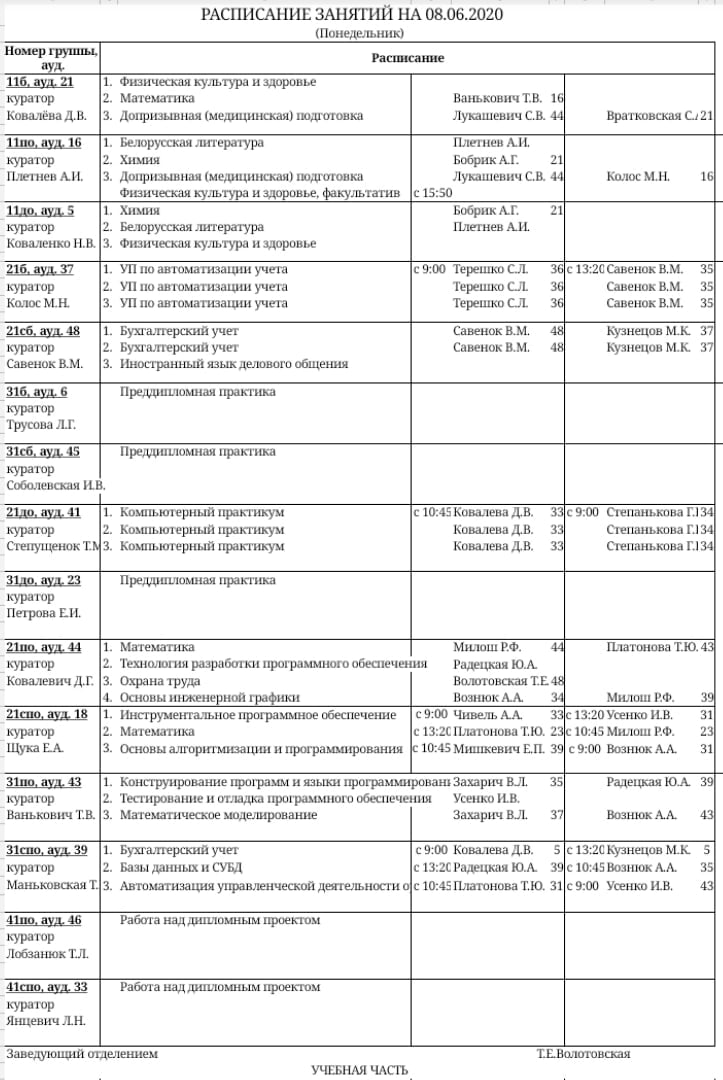 РАСПИСАНИЕ ЗАНЯТИЙ НА 08.06.2020
(Понедельник)
Номер группы, ауд. Расписание
11б, ауд. 21 1. Физическая культура и здоровье
куратор 2. Математика Ванькович Т.В. 16
Ковалёва Д.В. 3. Допризывная (медицинская) подготовка Лукашевич С.В. 44 Вратковская С. 21
11по, ауд. 16 1. Белорусская литература Плетнев А.И.
куратор 2. Химия Бобрик А.Г. 21
Плетнев А.И. 3. Допризывная (медицинская) подготовка Лукашевич С.В. 44 Колос М.Н. 16
Физическая культура и здоровье, факультатив с 15:50
11до, ауд. 5 1. Химия Бобрик А.Г. 21
куратор 2. Белорусская литература Плетнев А.И.
Коваленко Н.В. 3. Физическая культура и здоровье
21б, ауд. 37 1. УП по автоматизации учета с 9:00 Терешко С.Л. 36 с 13:20 Савенок В.М. 35
куратор 2. УП по автоматизации учета Терешко С.Л. 36 Савенок В.М. 35
Колос М.Н. 3. УП по автоматизации учета Терешко С.Л. 36 Савенок В.М. 35
21сб, ауд. 48 1. Бухгалтерский учет Савенок В.М. 48 Кузнецов М.К. 37
куратор 2. Бухгалтерский учет Савенок В.М. 48 Кузнецов М.К. 37
Савенок В.М. 3. Иностранный язык делового общения
31б, ауд. 6 Преддипломная практика
куратор
Трусова Л.Г.
31сб, ауд. 45 Преддипломная практика
куратор
Соболевская И.В.
21до, ауд. 41 1. Компьютерный практикум с 10:45 Ковалева Д.В. 33 с 9:00 Степанькова Г. 34
куратор 2. Компьютерный практикум Ковалева Д.В. 33 Степанькова Г. 34
Степущенок Т.М 3. Компьютерный практикум Ковалева Д.В. 33 Степанькова Г. 34
31до, ауд. 23 Преддипломная практика
куратор
Петрова Е.И.
21по, ауд. 44 1. Математика Милош Р.Ф. 44 Платонова Т.Ю. 43
куратор 2. Технология разработки программного обеспечения Радецкая Ю.А.
Ковалевич Д.Г. 3. Охрана труда Волотовская Т.Е. 48
4. Основы инженерной графики Вознюк А.А. 34 Милош Р.Ф. 39
21спо, ауд. 18 1. Инструментальное программное обеспечение с 9:00 Чивель А.А. 33 с 13:20 Усенко И.В. 31
куратор 2. Математика с 13:20 Платонова Т.Ю. 23 с 10:45 Милош Р.Ф. 23
Щука Е.А. 3. Основы алгоритмизации и программирования с 10:45 Мишкевич Е.П. 39 с 9:00 Вознюк А.А. 31
31по, ауд. 43 1. Конструирование программ и языки программировани Захарич В.Л. 35 Радецкая Ю.А. 39
куратор 2. Тестирование и отладка программного обеспечения Усенко И.В.
Ванькович Т.В. 3. Математическое моделирование Захарич В.Л. 37 Вознюк А.А. 43
31спо, ауд. 39 1. Бухгалтерский учет с 9:00 Ковалева Д.В. 5 с 13:20 Кузнецов М.К. 5
куратор 2. Базы данных и СУБД с 13:20 Радецкая Ю.А. 39 с 10:45 Вознюк А.А. 35
Маньковская Т. 3. Автоматизация управленческой деятельности о с 10:45 Платонова Т.Ю. 31 с 9:00 Усенко И.В. 43
41по, ауд. 46 Работа над дипломным проектом
куратор
Лобзанюк Т.Л.
41спо, ауд. 33 Работа над дипломным проектом
куратор
Янцевич Л.Н.
Заведующий отделением Т.Е.Волотовская
УЧЕБНАЯ ЧАСТЬ